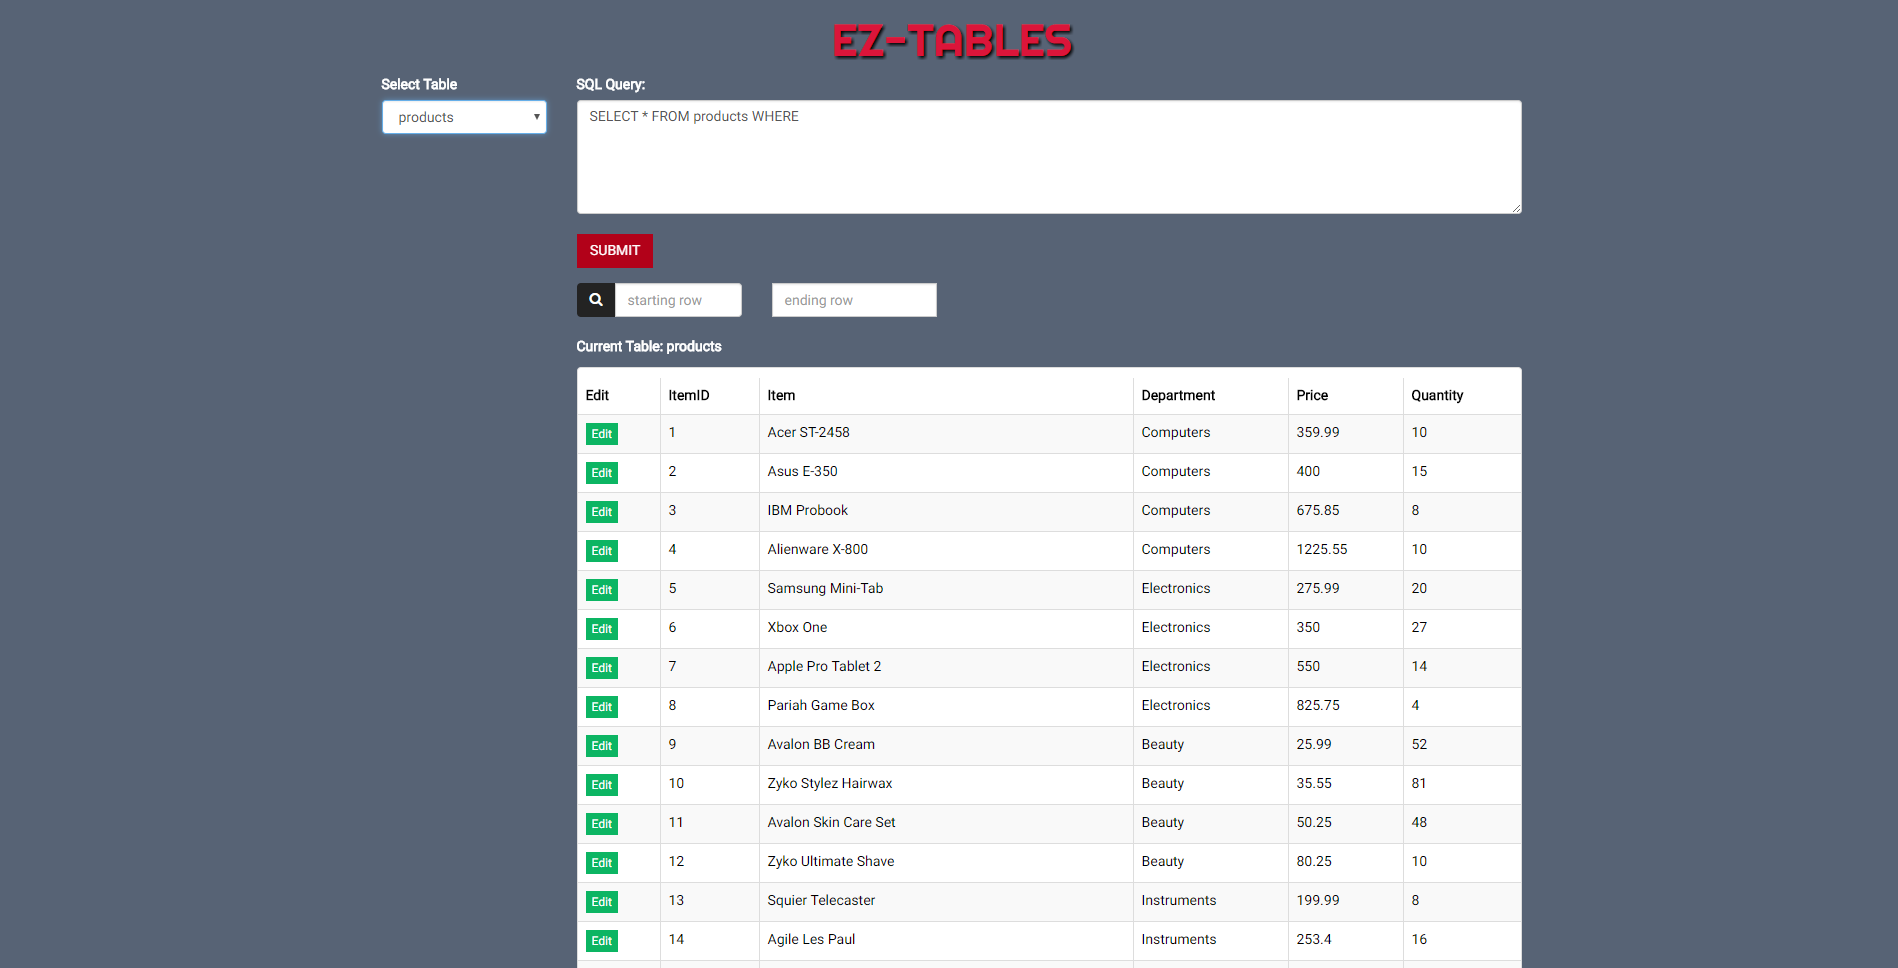 EZ-TABLES
Select Table
products
SQL Query:
SELECT * FROM products WHERE
SUBMIT
starting row ending row
Current Table: products
Edit ItemID Item Department Price Quantity
Edit 1 Acer ST-2458 Computers 359.99 10
Edit 2 Asus E-350 Computers 400 15
Edit 3 IBM Probook Computers 675.85 8
Edit 4 Alienware X-800 Computers 1225.55 10
Edit 5 Samsung Mini-Tab Electronics 275.99 20
Edit 6 Xbox One Electronics 350 27
Edit 7 Apple Pro Tablet 2 Electronics 550 14
Edit 8 Pariah Game Box Electronics 825.75 4
Edit 9 Avalon BB Cream Beauty 25.99 52
Edit 10 Zyko Stylez Hairwax Beauty 35.55 81
Edit 11 Avalon Skin Care Set Beauty 50.25 48
Edit 12 Zyko Ultimate Shave Beauty 80.25 10
Edit 13 Squier Telecaster Instruments 199.99 8
Edit 14 Agile Les Paul Instruments 253.4 16